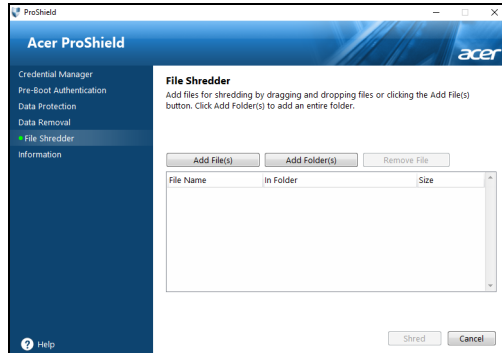 ProShield
Acer ProShield
acer
Credential Manager
Pre-Boot Authentication
Data Protection
Data Removal
File Shredder
Information
File Shredder
Add files for shredding by dragging and dropping files or clicking the Add File(s)
button. Click Add Folder(s) to add an entire folder.
Add File(s) Add Folder(s) Remove File
File Name In Folder Size
? Help
Shred Cancel